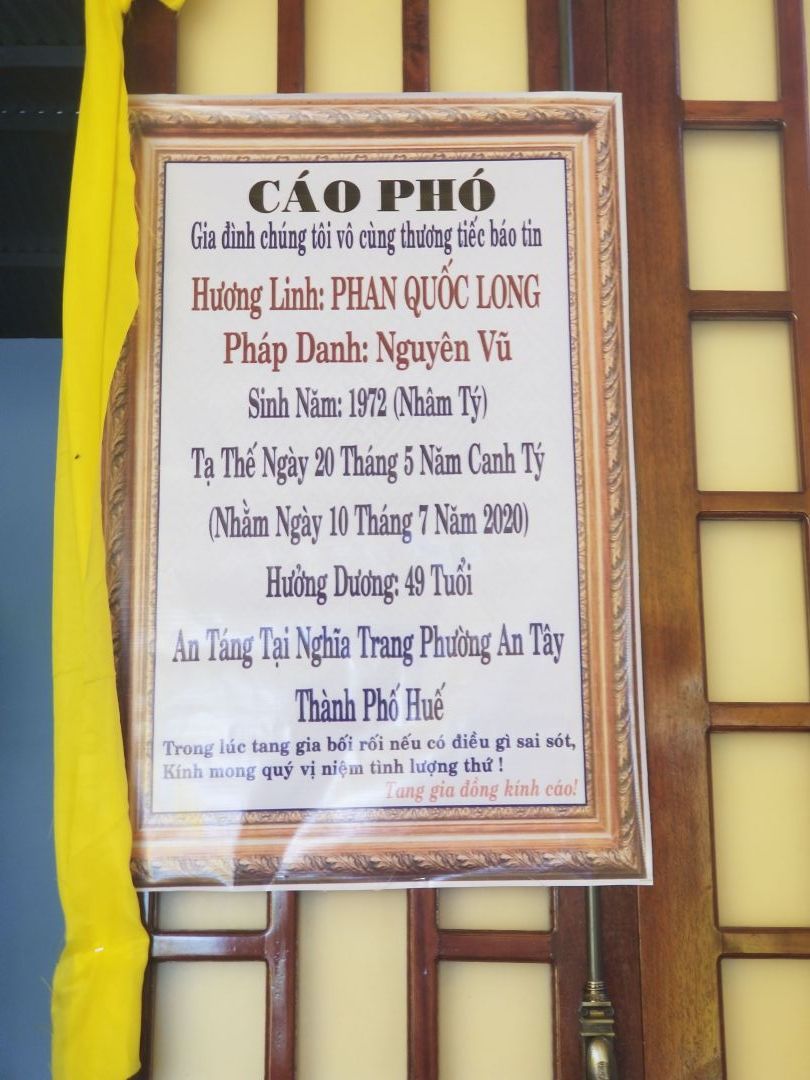 CÁO PHÓ
Gia đình chúng tôi vô cùng thương tiếc báo tin
Hương Linh: PHAN QUỐC LONG
Pháp Danh: Nguyên Vũ
Sinh Năm: 1972 (Nhâm Tý)
Tạ Thế Ngày 20 Tháng 5 Năm Canh Tý
(Nhằm Ngày 10 Tháng 7 Năm 2020)
Hưởng Dương: 49 Tuổi
An Táng Tại Nghĩa Trang Phường An Tây
Thành Phố Huế
Trong lúc tang gia bối rối nếu có điều gì sai sót,
Kính mong quý vị niệm tình lượng thứ !
Tang gia đồng kính cáo!